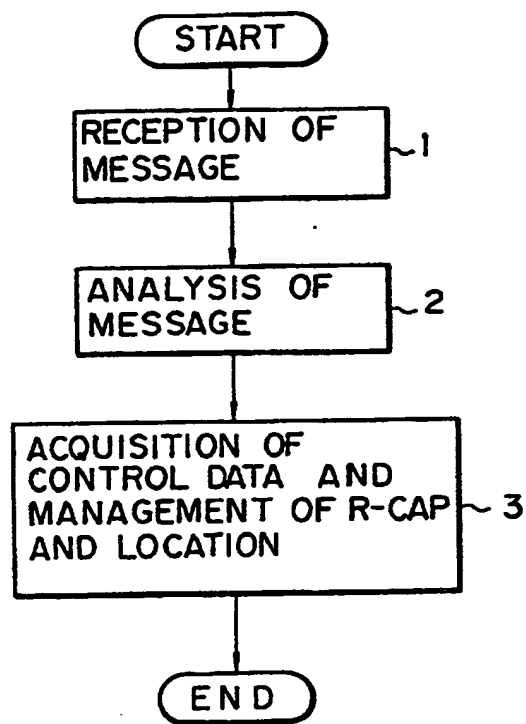 START
RECEPTION OF
MESSAGE
1
ANALYSIS OF
MESSAGE
2
ACQUISITION OF
CONTROL DATA AND
MANAGEMENT OF R-CAP
AND LOCATION
3
END